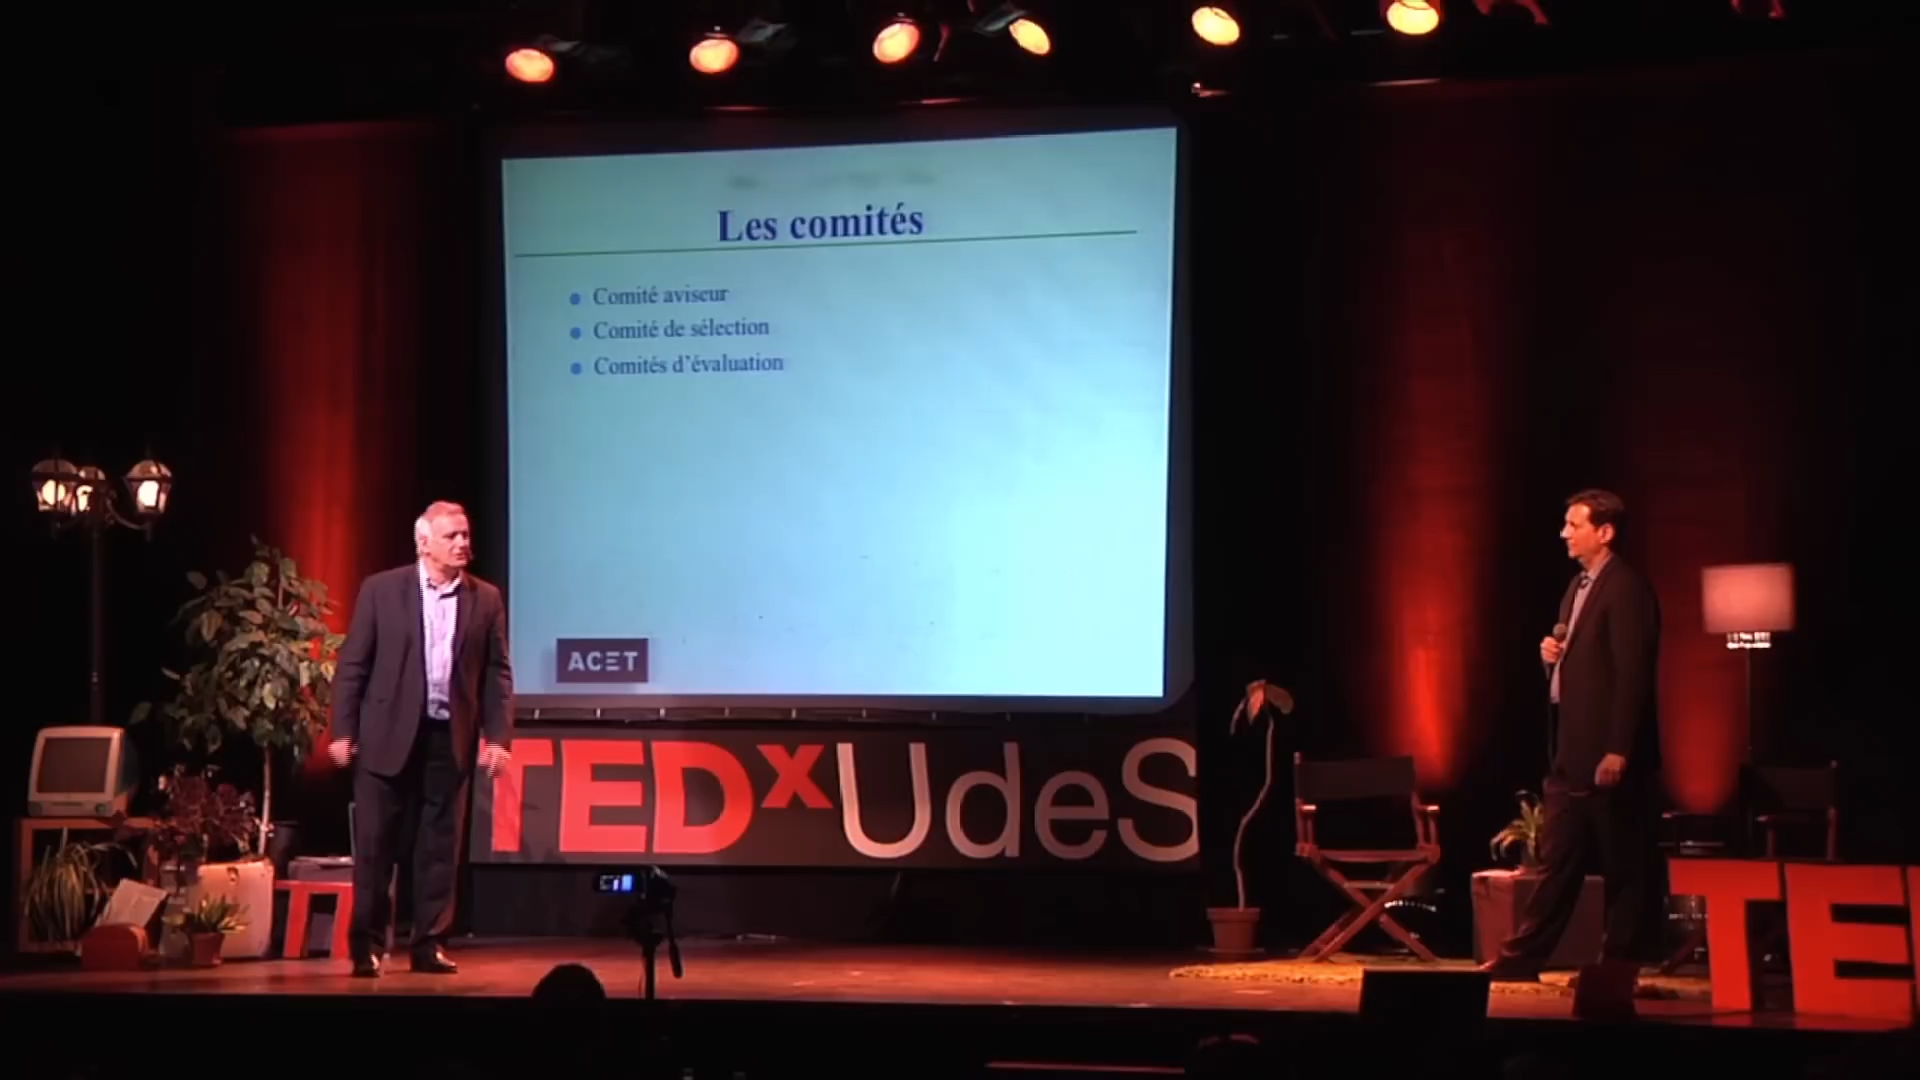 Les comités
Comité aviseur
Comité de sélection
Comités d'évaluation
ACET
TEDxUdeS
TE